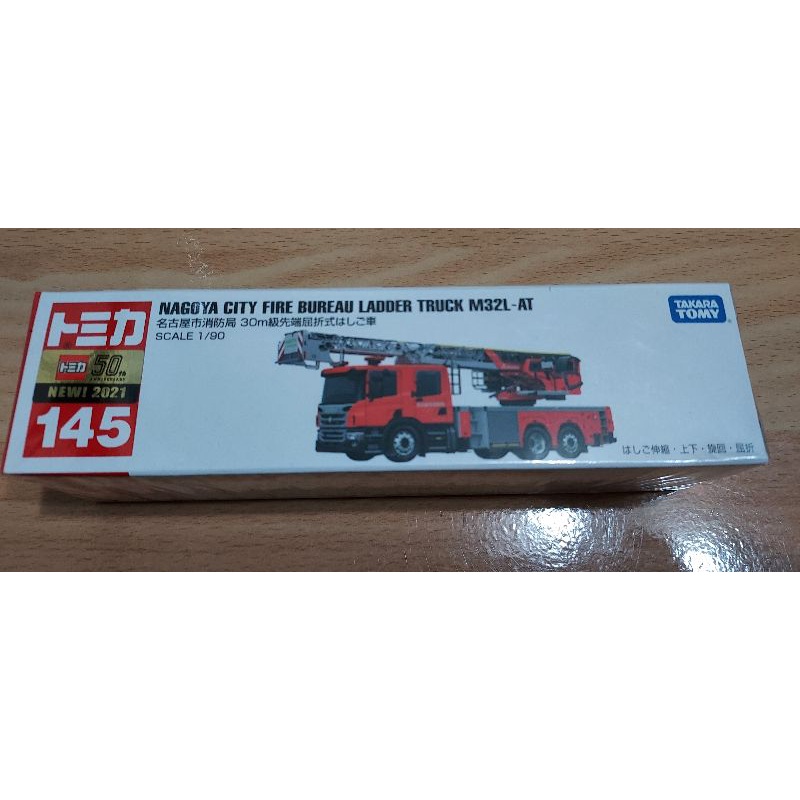 トミカ
トミカ 50th
ANNIVERSARY
NEW! 2021
145
NAGOYA CITY FIRE BUREAU LADDER TRUCK M32L-AT
名古屋市消防局 30m級先端屈折式はしご車
SCALE 1/90
TAKARA
TOMY
はしご伸縮・上下・旋回・屈折